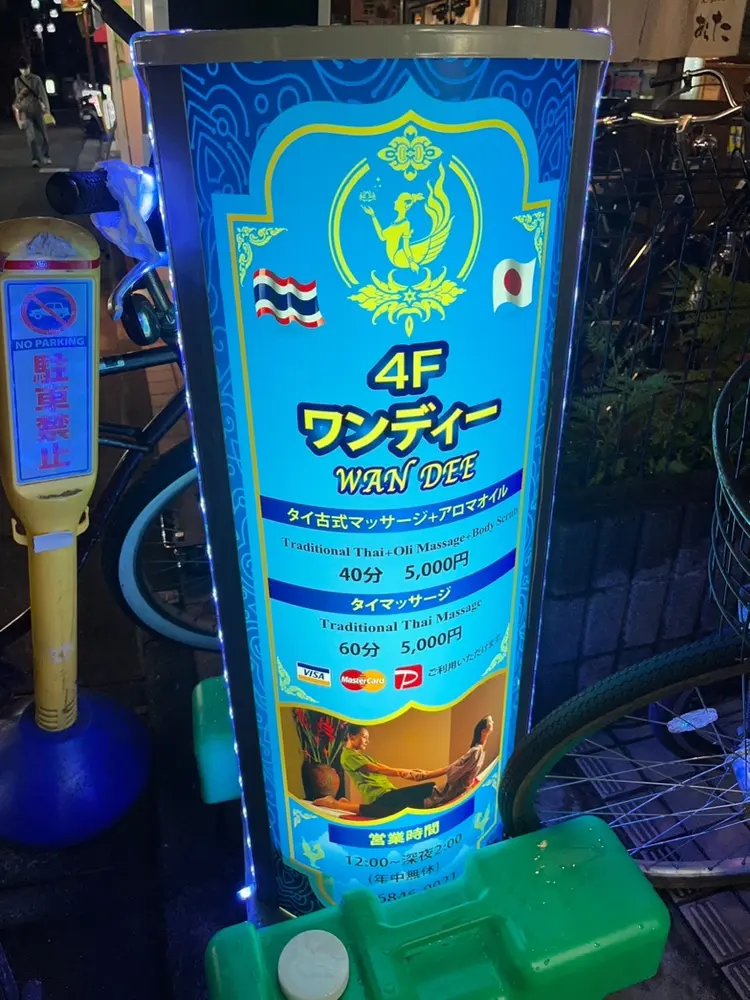 おた
NO PARKING
駐車禁止
4F
ワンディー
WAN DEE
タイ古式マッサージ+アロマオイル
Traditional Thai+Oli Massage+Body Scrub
40分 5,000円
タイマッサージ
Traditional Thai Massage
60分 5,000円
VISA
MasterCard
P
ご利用いただけます
営業時間
12:00~深夜2:00
(年中無休)